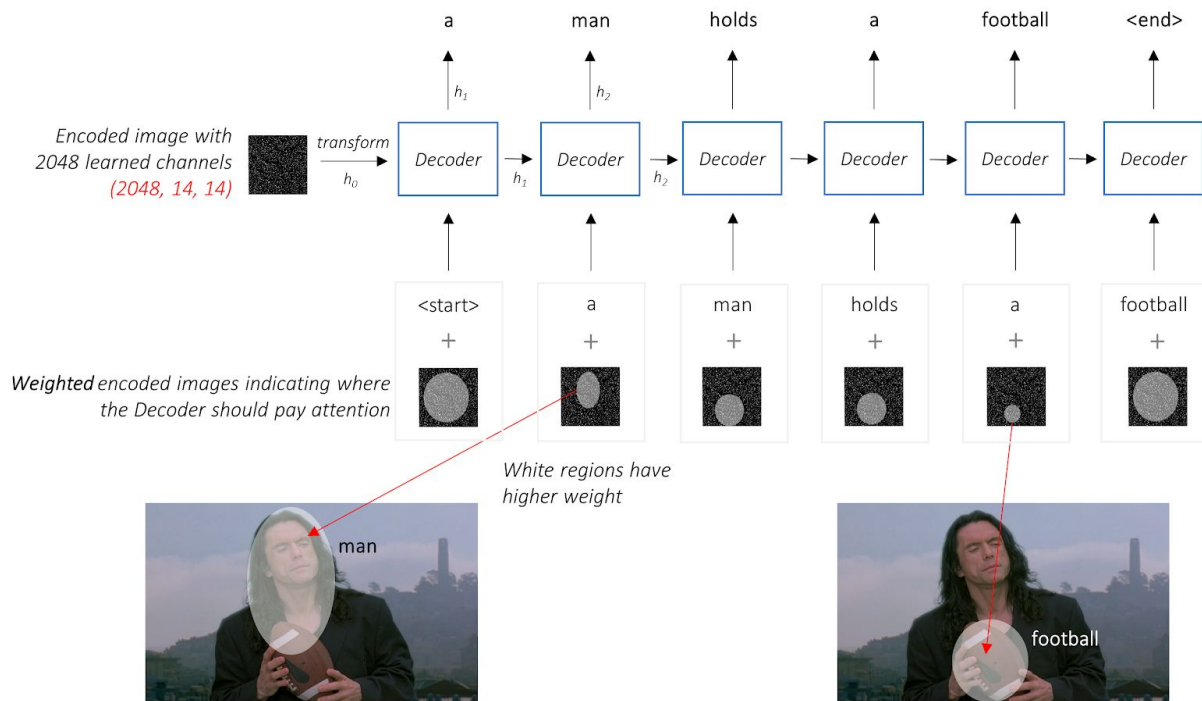 a man holds a football <end>
h1 h2
Encoded image with
2048 learned channels
(2048, 14, 14)
transform
h0
Decoder Decoder Decoder Decoder Decoder Decoder
h1 h2
<start> a man holds a football
+ + + + + +
Weighted encoded images indicating where
the Decoder should pay attention
White regions have
higher weight
man
football